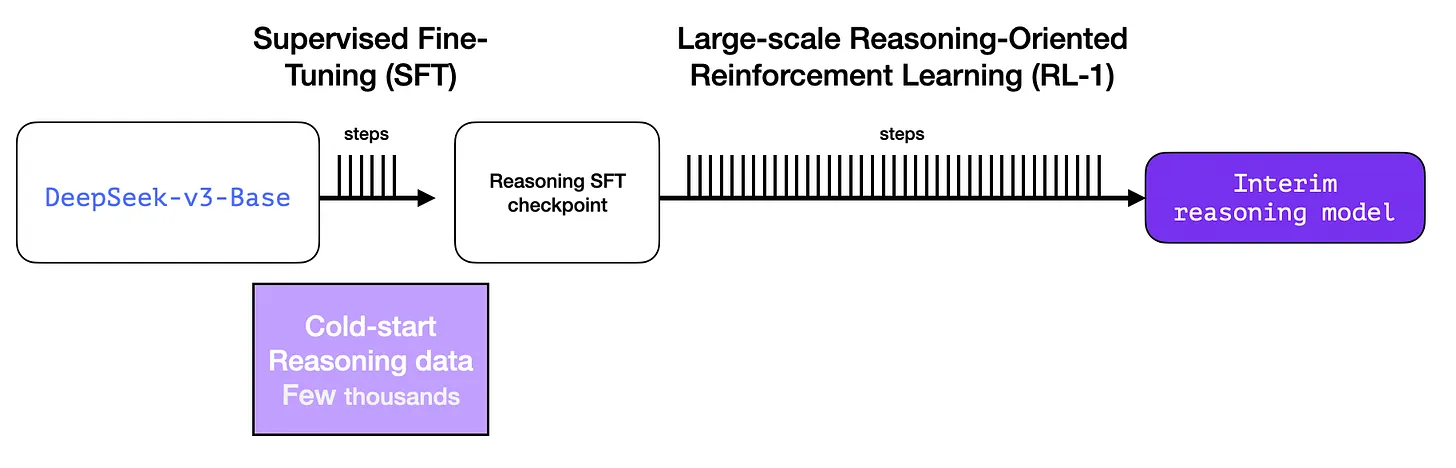 Supervised Fine-
Tuning (SFT)
Large-scale Reasoning-Oriented
Reinforcement Learning (RL-1)
DeepSeek-v3-Base
steps
Reasoning SFT
checkpoint
steps
Interim
reasoning model
Cold-start
Reasoning data
Few thousands